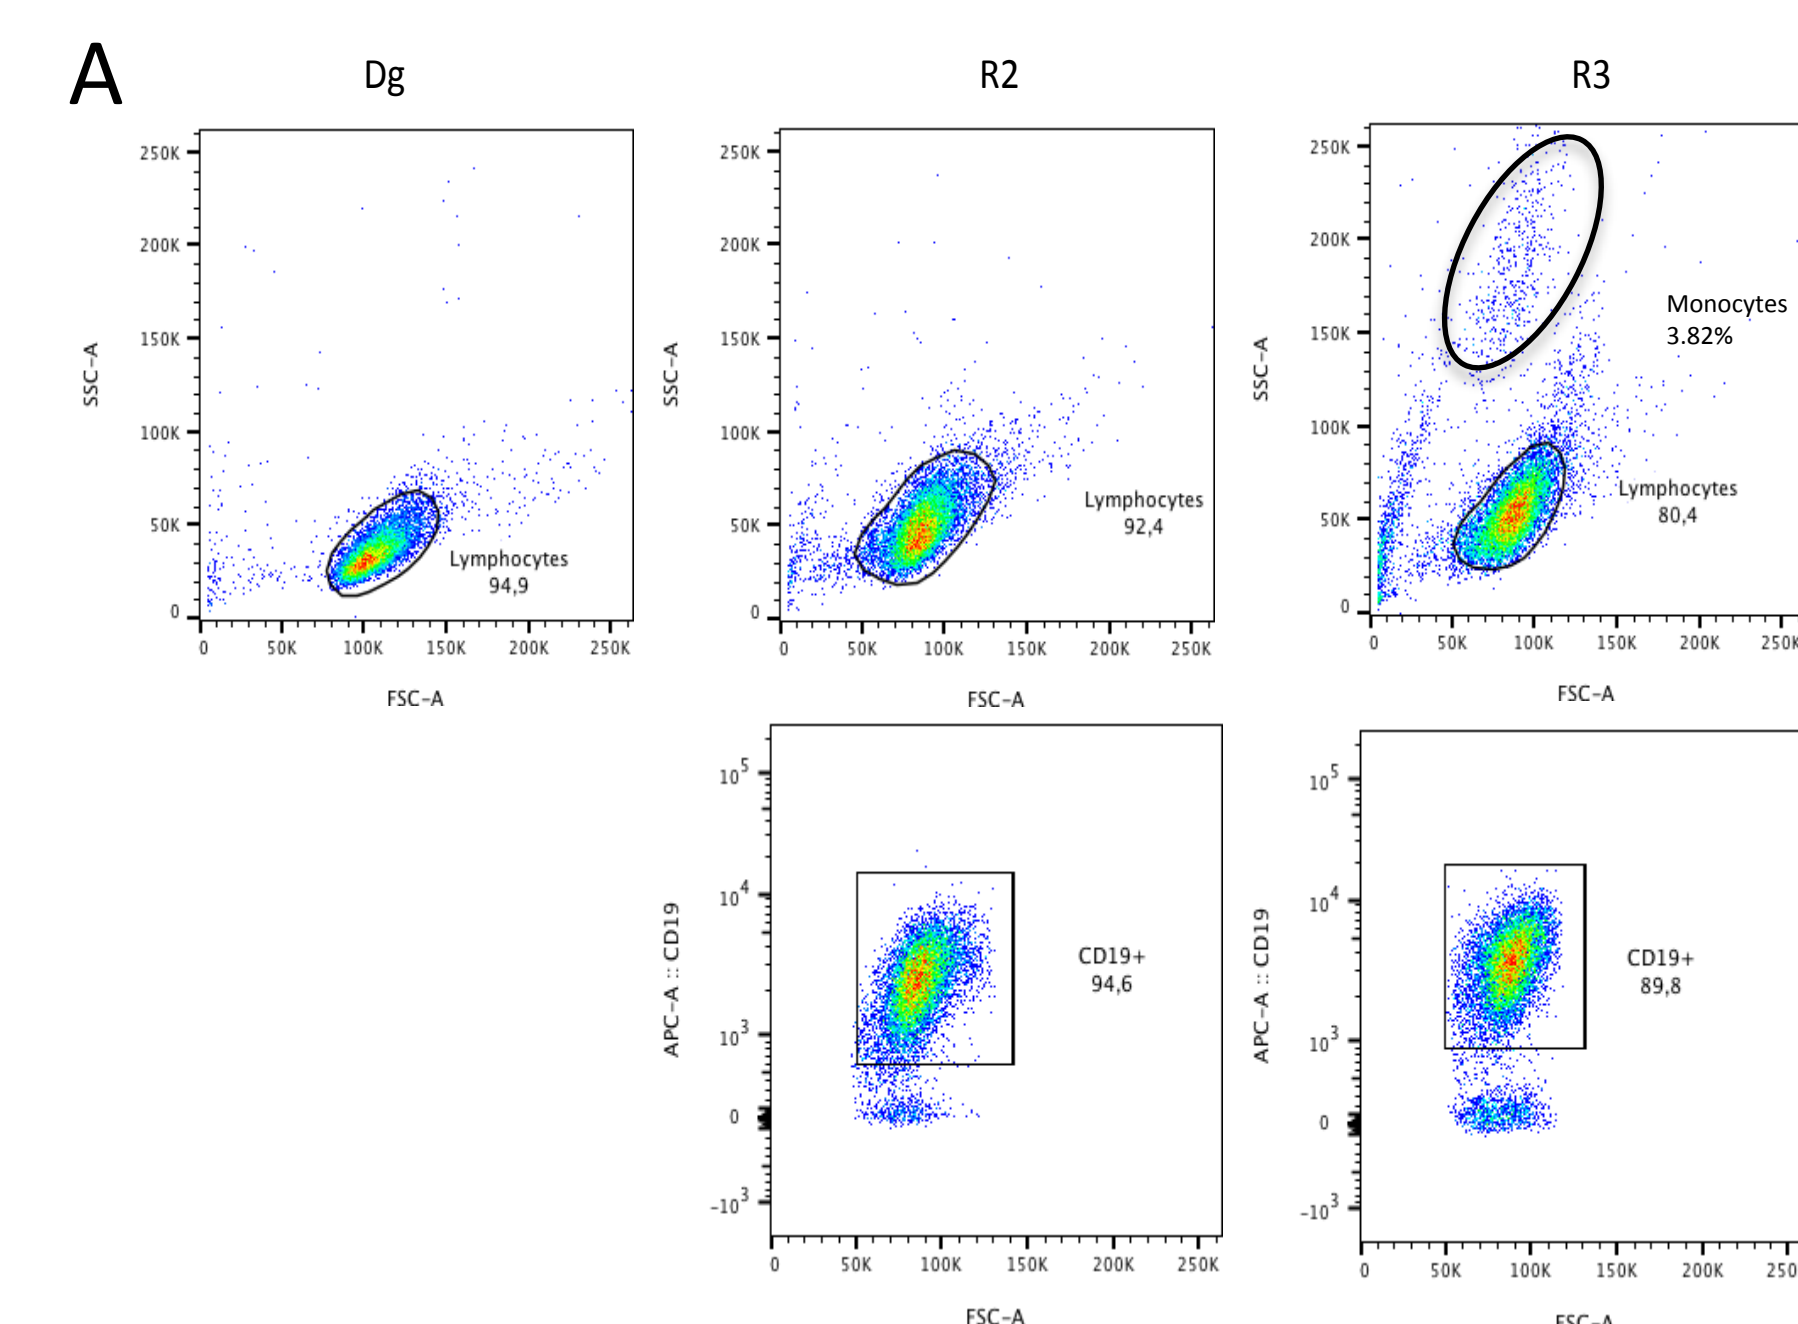 A
Dg
R2
R3
250K
200K
150K
100K
50K
0
SSC-A
Lymphocytes
94,9
0 50K 100K 150K 200K 250K
FSC-A
250K
200K
150K
100K
50K
0
SSC-A
Lymphocytes
92,4
0 50K 100K 150K 200K 250K
FSC-A
250K
200K
150K
100K
50K
0
SSC-A
Monocytes
3.82%
Lymphocytes
80,4
0 50K 100K 150K 200K 250K
FSC-A
10^5
10^4
10^3
0
-10^3
APC-A :: CD19
CD19+
94,6
0 50K 100K 150K 200K 250K
FSC-A
10^5
10^4
10^3
0
-10^3
APC-A :: CD19
CD19+
89,8
0 50K 100K 150K 200K 250
FSC-A